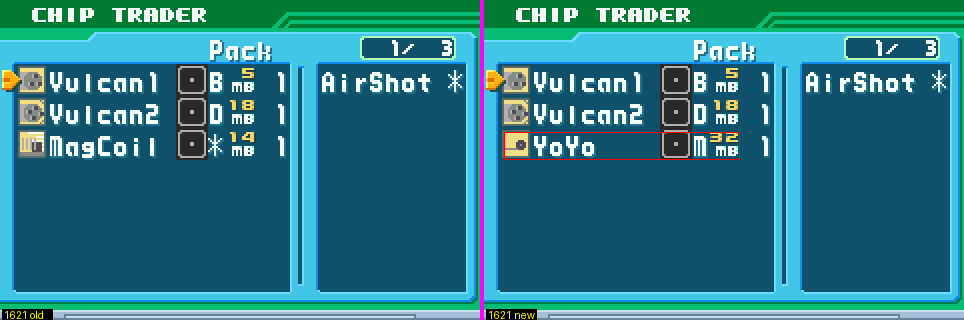 CHIP TRADER
Pack 1/ 3
Vulcan1 B 5 MB 1
Vulcan2 D 18 MB 1
MagCoil * 14 MB 1
AirShot *
1621 old
CHIP TRADER
Pack 1/ 3
Vulcan1 B 5 MB 1
Vulcan2 D 18 MB 1
YoYo M 32 MB 1
AirShot *
1621 new